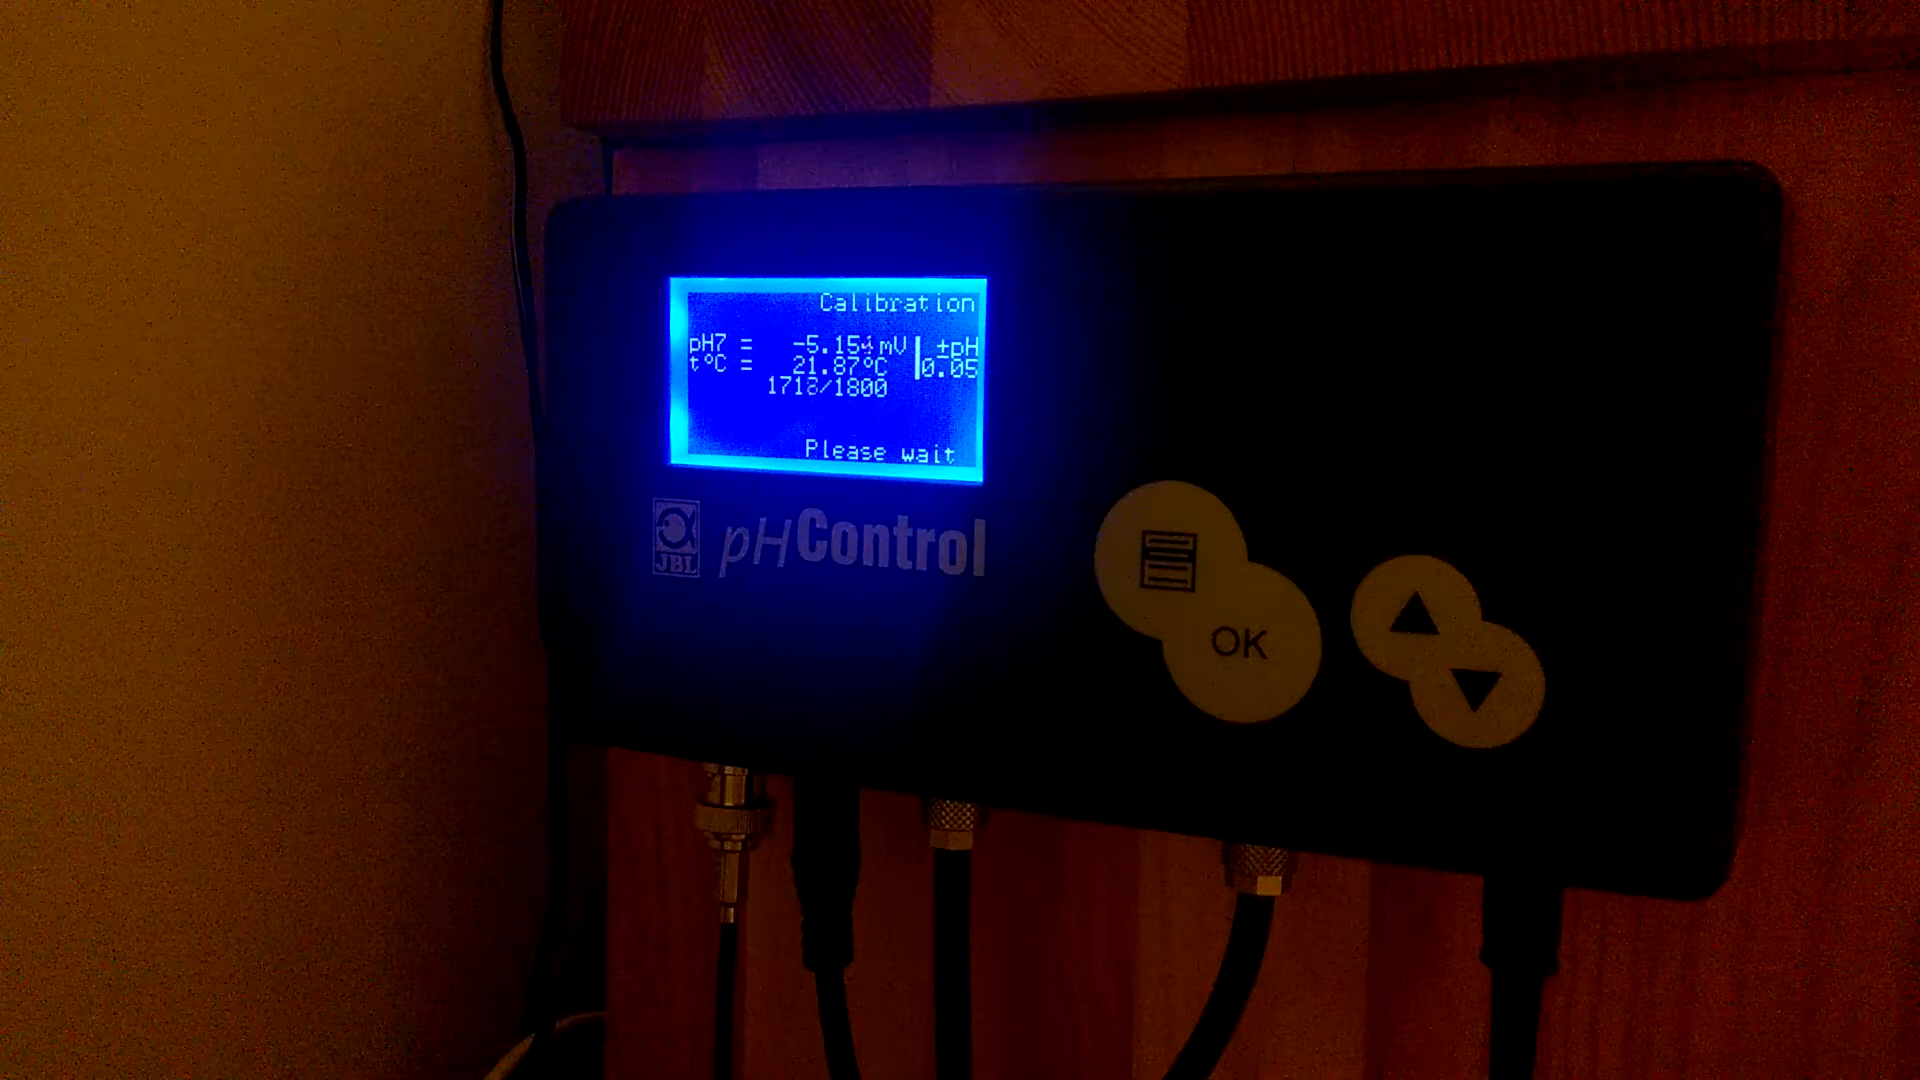 Calibration
pH7 = -5.154mV ±pH
t°C = 21.87°C 0.05
1718/1800
Please wait
JBL pHControl
OK